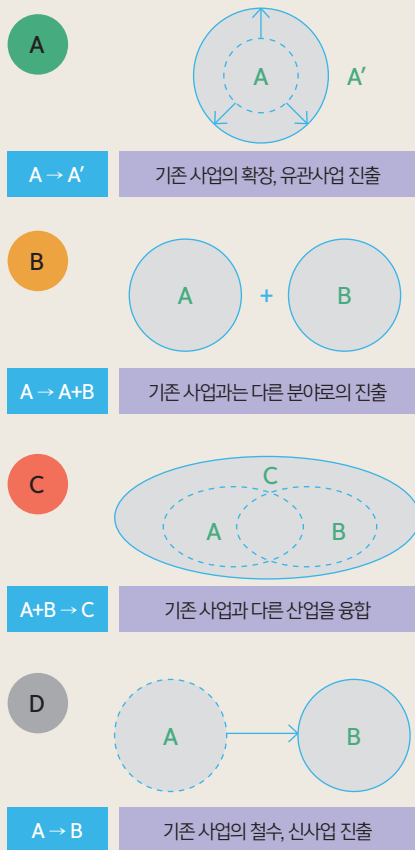 A
A
A′
A → A′
기존 사업의 확장, 유관사업 진출
B
A + B
A → A+B
기존 사업과는 다른 분야로의 진출
C
C
A B
A+B → C
기존 사업과 다른 산업을 융합
D
A B
A → B
기존 사업의 철수, 신사업 진출